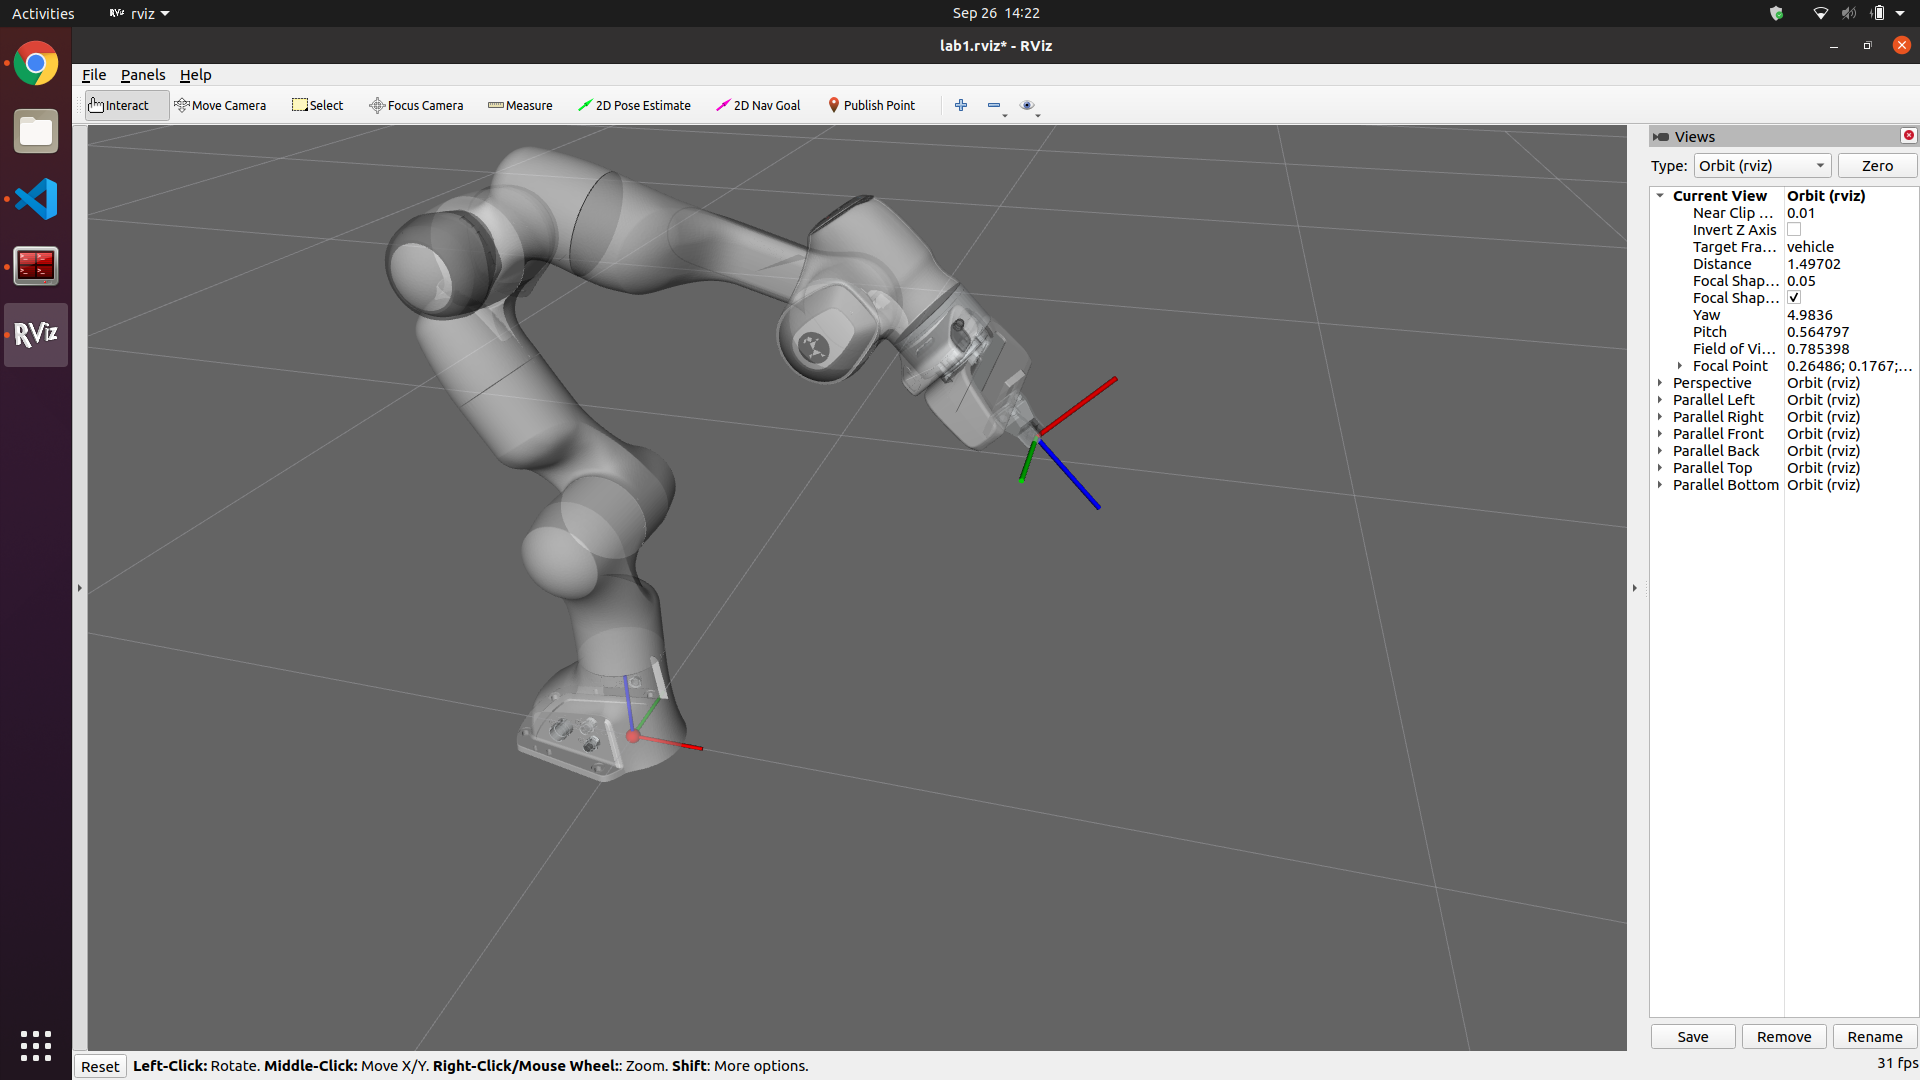 Activities RViz rviz Sep 26 14:22
lab1.rviz* - RViz
File Panels Help
Interact Move Camera Select Focus Camera Measure 2D Pose Estimate 2D Nav Goal Publish Point
RViz
Views
Type: Orbit (rviz) Zero
Current View Orbit (rviz)
Near Clip ... 0.01
Invert Z Axis
Target Fra... vehicle
Distance 1.49702
Focal Shap... 0.05
Focal Shap... ✓
Yaw 4.9836
Pitch 0.564797
Field of Vi... 0.785398
Focal Point 0.26486; 0.1767;...
Perspective Orbit (rviz)
Parallel Left Orbit (rviz)
Parallel Right Orbit (rviz)
Parallel Front Orbit (rviz)
Parallel Back Orbit (rviz)
Parallel Top Orbit (rviz)
Parallel Bottom Orbit (rviz)
Save Remove Rename
Reset Left-Click: Rotate. Middle-Click: Move X/Y. Right-Click/Mouse Wheel:: Zoom. Shift: More options. 31 fps